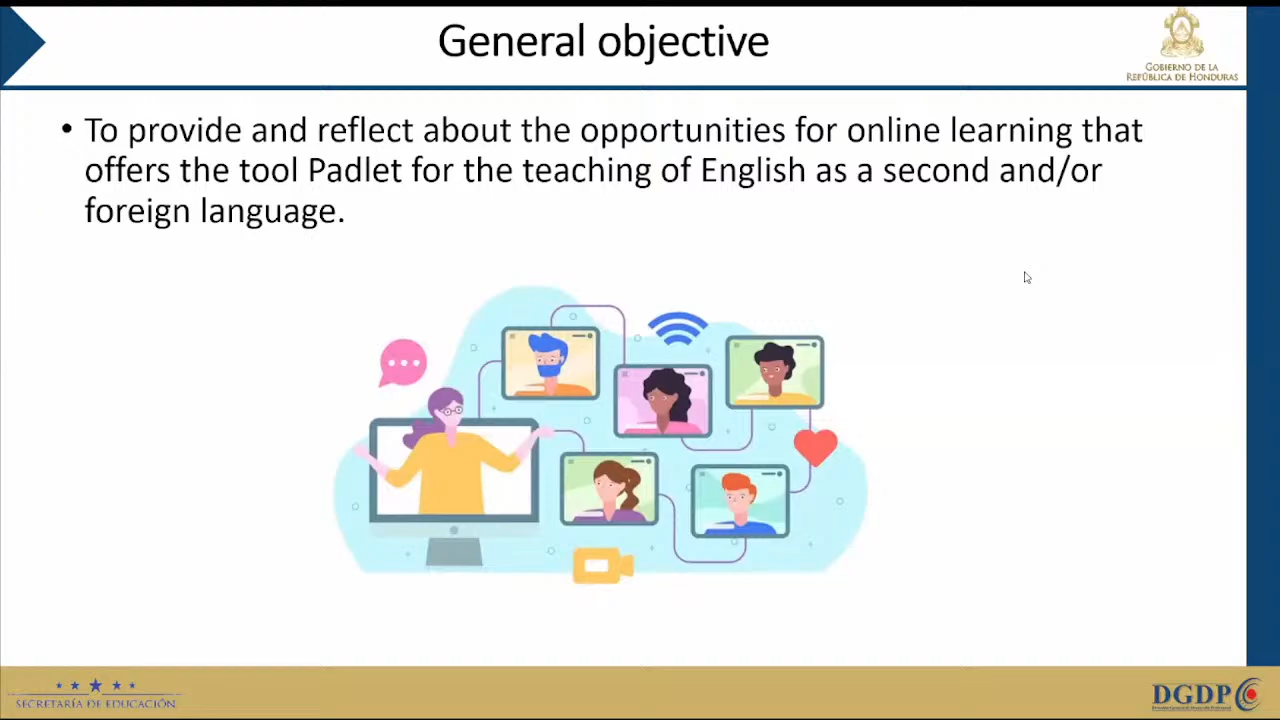 General objective
GOBIERNO DE LA
REPÚBLICA DE HONDURAS
• To provide and reflect about the opportunities for online learning that
offers the tool Padlet for the teaching of English as a second and/or
foreign language.
SECRETARÍA DE EDUCACIÓN
DGDP